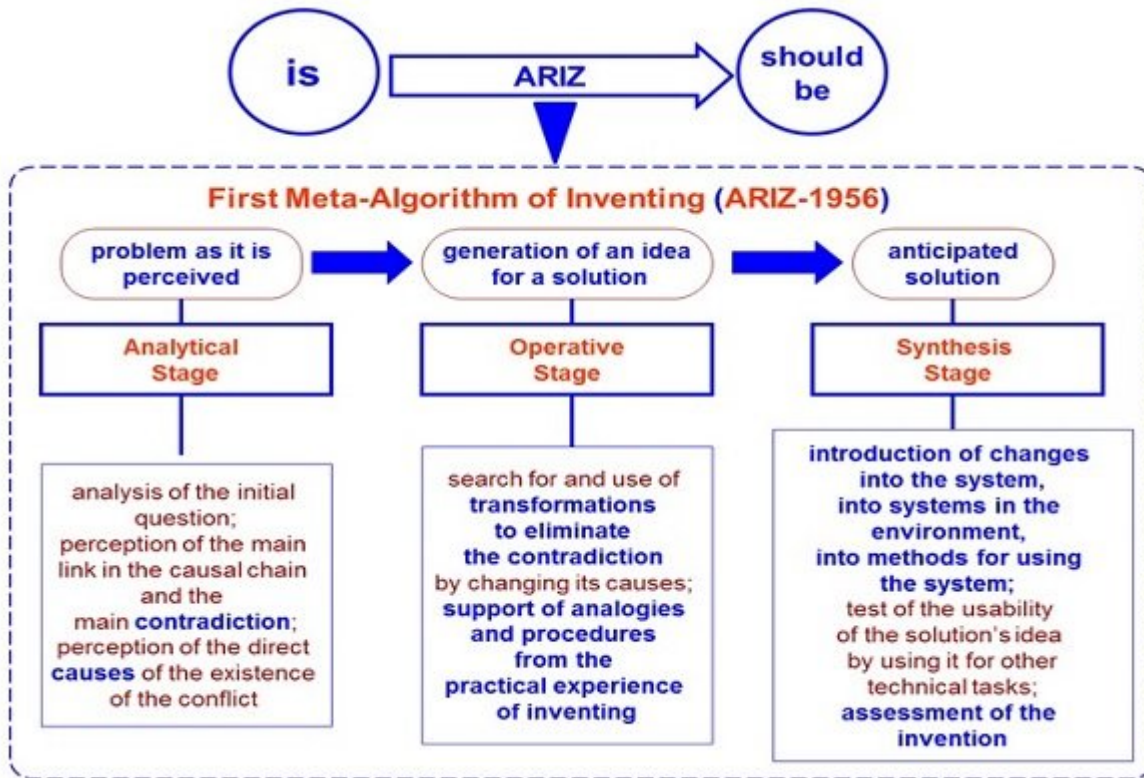 is
ARIZ
should
be
First Meta-Algorithm of Inventing (ARIZ-1956)
problem as it is
perceived
generation of an idea
for a solution
anticipated
solution
Analytical
Stage
Operative
Stage
Synthesis
Stage
analysis of the initial
question;
perception of the main
link in the causal chain
and the
main contradiction;
perception of the direct
causes of the existence
of the conflict
search for and use of
transformations
to eliminate
the contradiction
by changing its causes;
support of analogies
and procedures
from the
practical experience
of inventing
introduction of changes
into the system,
into systems in the
environment,
into methods for using
the system;
test of the usability
of the solution's idea
by using it for other
technical tasks;
assessment of the
invention